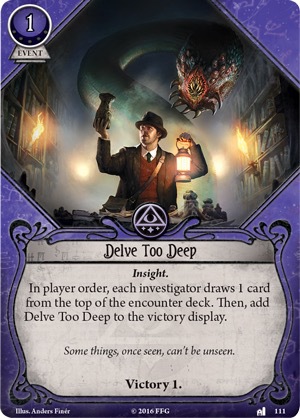 1
EVENT
Delve Too Deep
Insight.
In player order, each investigator draws 1 card
from the top of the encounter deck. Then, add
Delve Too Deep to the victory display.
Some things, once seen, can't be unseen.
Victory 1.
Illus. Anders Finér
© 2016 FFG
111